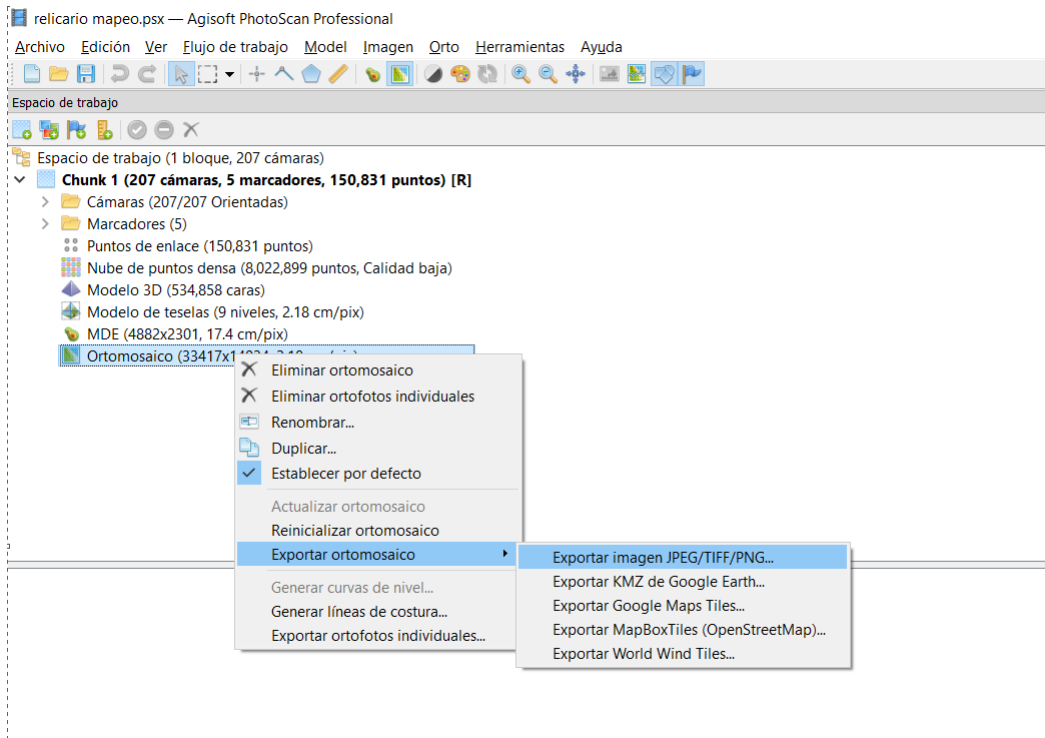 relicario mapeo.psx — Agisoft PhotoScan Professional
Archivo Edición Ver Flujo de trabajo Model Imagen Orto Herramientas Ayuda
Espacio de trabajo
Espacio de trabajo (1 bloque, 207 cámaras)
Chunk 1 (207 cámaras, 5 marcadores, 150,831 puntos) [R]
Cámaras (207/207 Orientadas)
Marcadores (5)
Puntos de enlace (150,831 puntos)
Nube de puntos densa (8,022,899 puntos, Calidad baja)
Modelo 3D (534,858 caras)
Modelo de teselas (9 niveles, 2.18 cm/pix)
MDE (4882x2301, 17.4 cm/pix)
Ortomosaico
Eliminar ortomosaico
Eliminar ortofotos individuales
Renombrar...
Duplicar...
Establecer por defecto
Actualizar ortomosaico
Reinicializar ortomosaico
Exportar ortomosaico
Generar curvas de nivel...
Generar líneas de costura...
Exportar ortofotos individuales...
Exportar imagen JPEG/TIFF/PNG...
Exportar KMZ de Google Earth...
Exportar Google Maps Tiles...
Exportar MapBoxTiles (OpenStreetMap)...
Exportar World Wind Tiles...